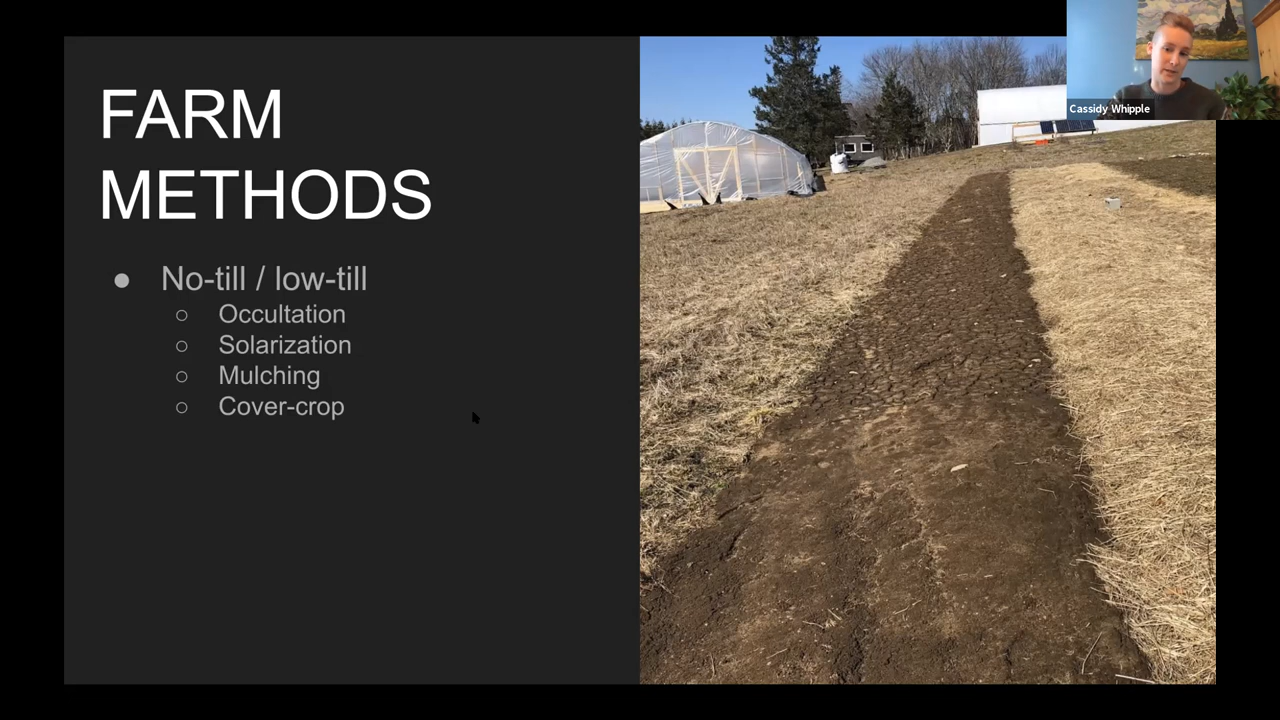 FARM
METHODS
● No-till / low-till
○ Occultation
○ Solarization
○ Mulching
○ Cover-crop
Cassidy Whipple